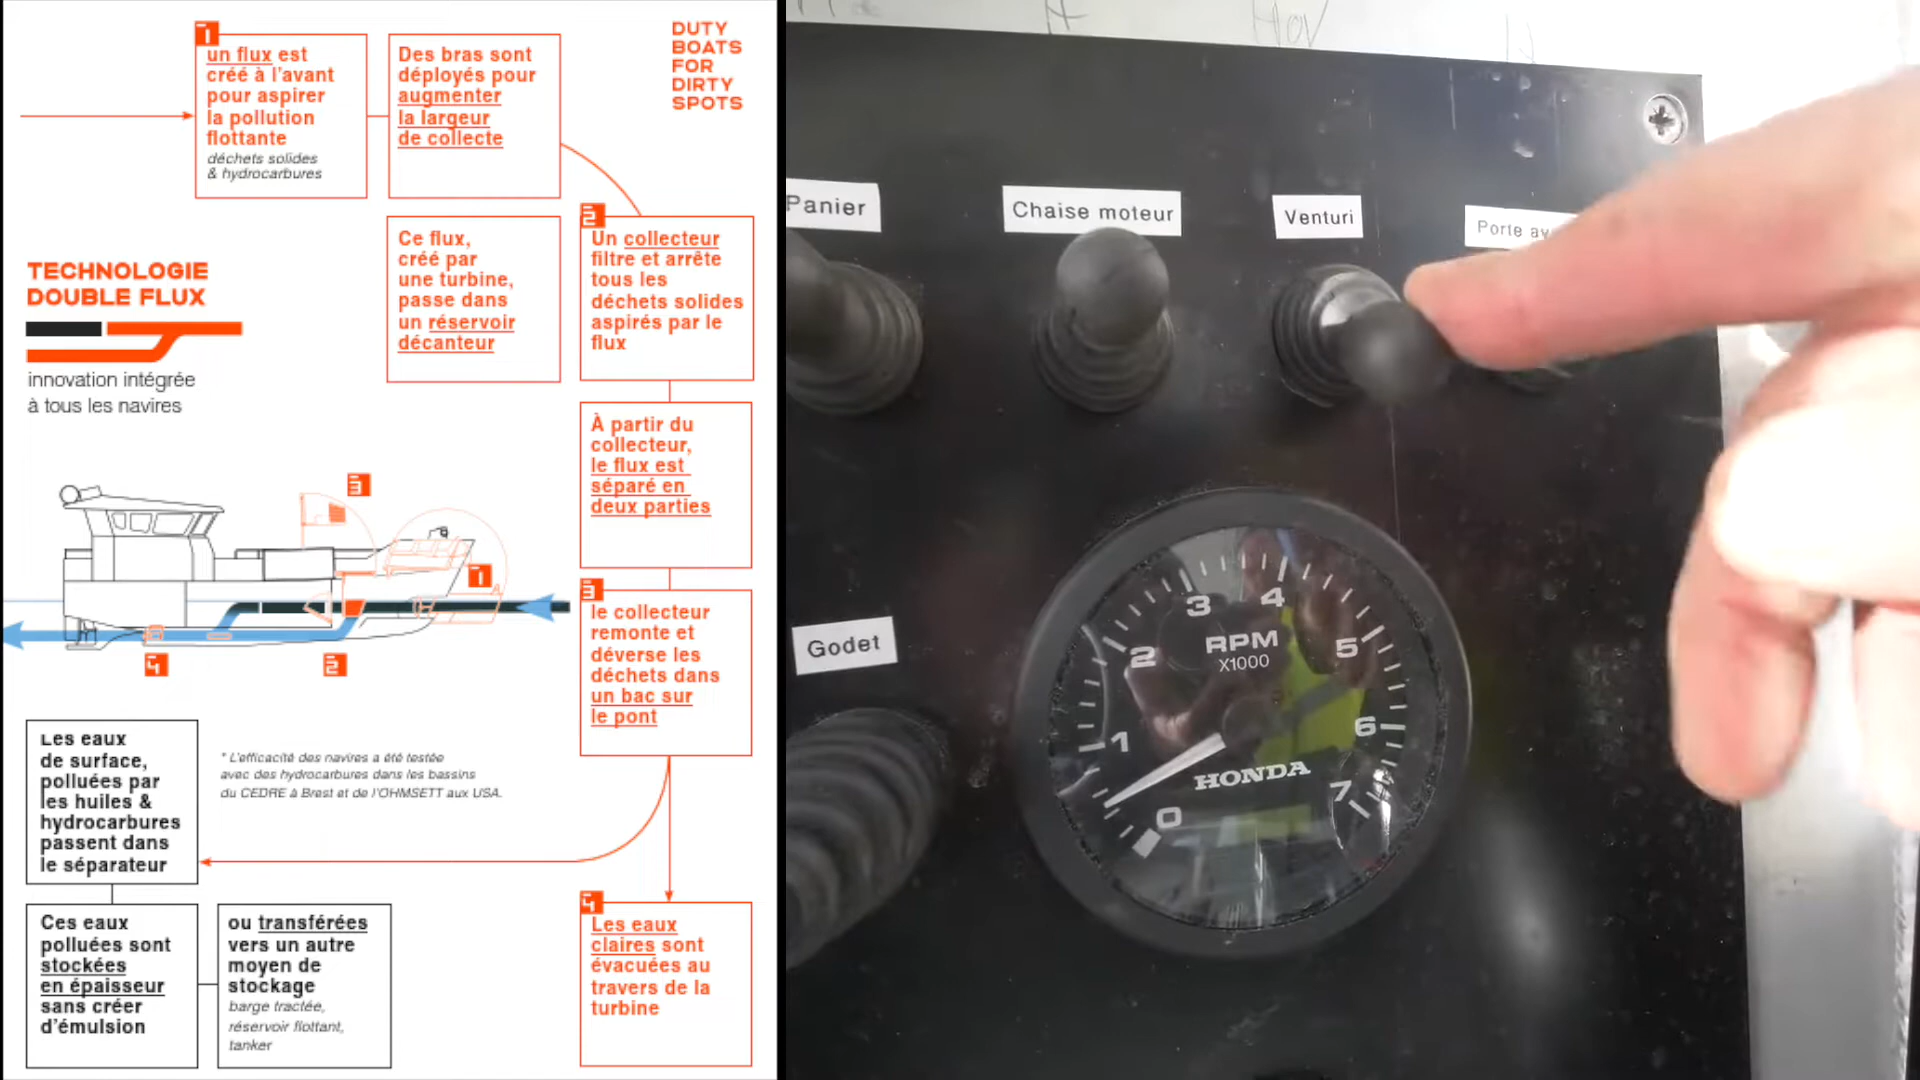 1
un flux est
créé à l'avant
pour aspirer
la pollution
flottante
déchets solides
& hydrocarbures
Des bras sont
déployés pour
augmenter
la largeur
de collecte
DUTY
BOATS
FOR
DIRTY
SPOTS
Ce flux,
créé par
une turbine,
passe dans
un réservoir
décanteur
2
Un collecteur
filtre et arrête
tous les
déchets solides
aspirés par le
flux
TECHNOLOGIE
DOUBLE FLUX
innovation intégrée
à tous les navires
À partir du
collecteur,
le flux est
séparé en
deux parties
3
1
4
2
3
le collecteur
remonte et
déverse les
déchets dans
un bac sur
le pont
Les eaux
de surface,
polluées par
les huiles &
hydrocarbures
passent dans
le séparateur
* L'efficacité des navires a été testée
avec des hydrocarbures dans les bassins
du CEDRE à Brest et de l'OHMSETT aux USA.
Ces eaux
polluées sont
stockées
en épaisseur
sans créer
d'émulsion
ou transférées
vers un autre
moyen de
stockage
barge tractée,
réservoir flottant,
tanker
4
Les eaux
claires sont
évacuées au
travers de la
turbine
Panier
Chaise moteur
Venturi
Porte
Godet
0
1
2
3
4
5
6
7
RPM
X1000
HONDA